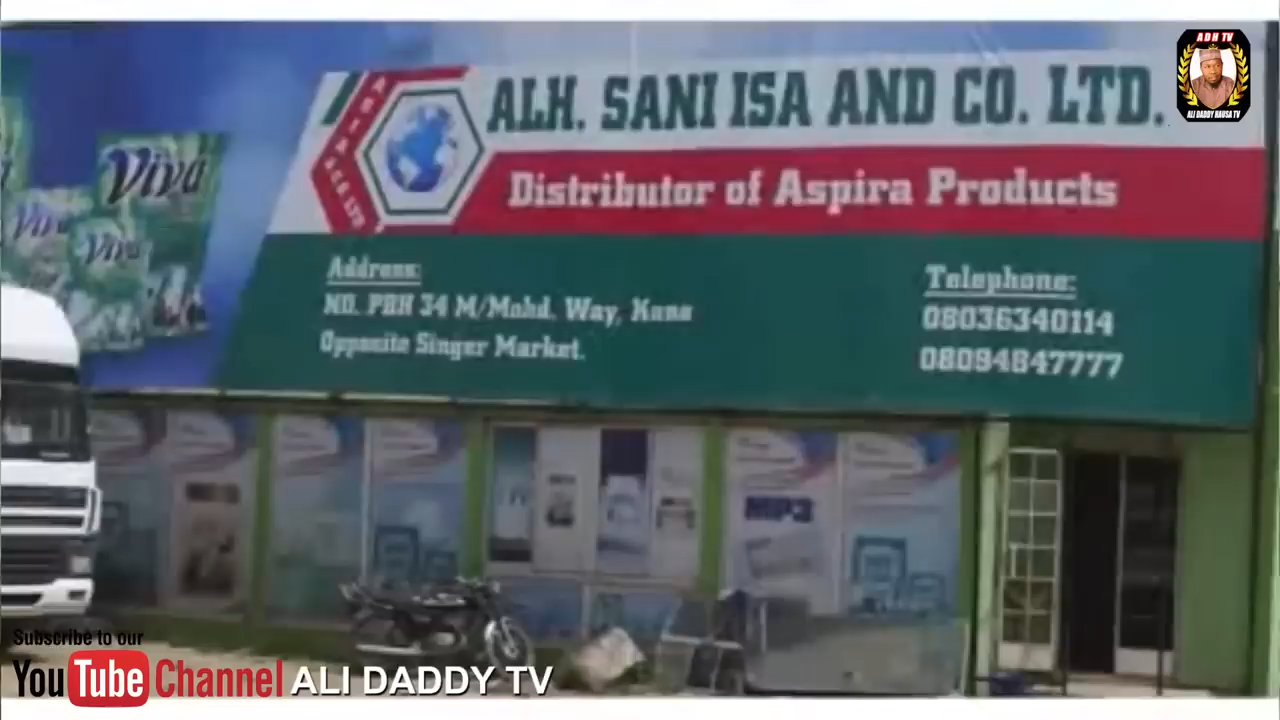 ADH TV
ALI DADDY HAUSA TV
ALH. SANI ISA AND CO. LTD.
Distributor of Aspira Products
Viva
Viva
Viva
Address:
NO. PBH 34 M/Mohd. Way, Kano
Opposite Singer Market.
Telephone:
08036340114
08094847777
MP3
Subscribe to our
YouTube Channel ALI DADDY TV